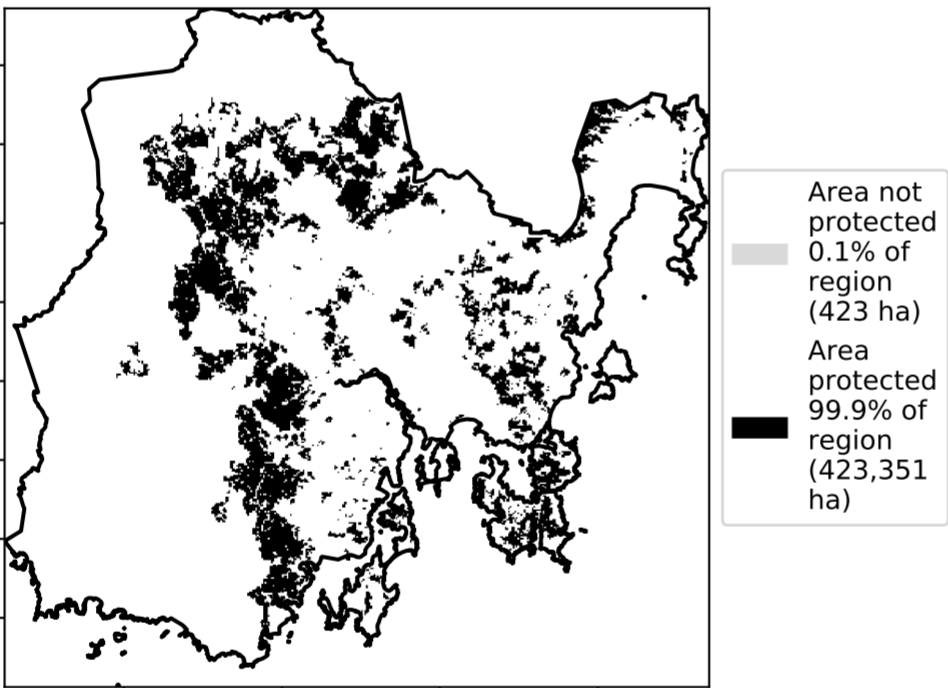 Area not
protected
0.1% of
region
(423 ha)
Area
protected
99.9% of
region
(423,351
ha)